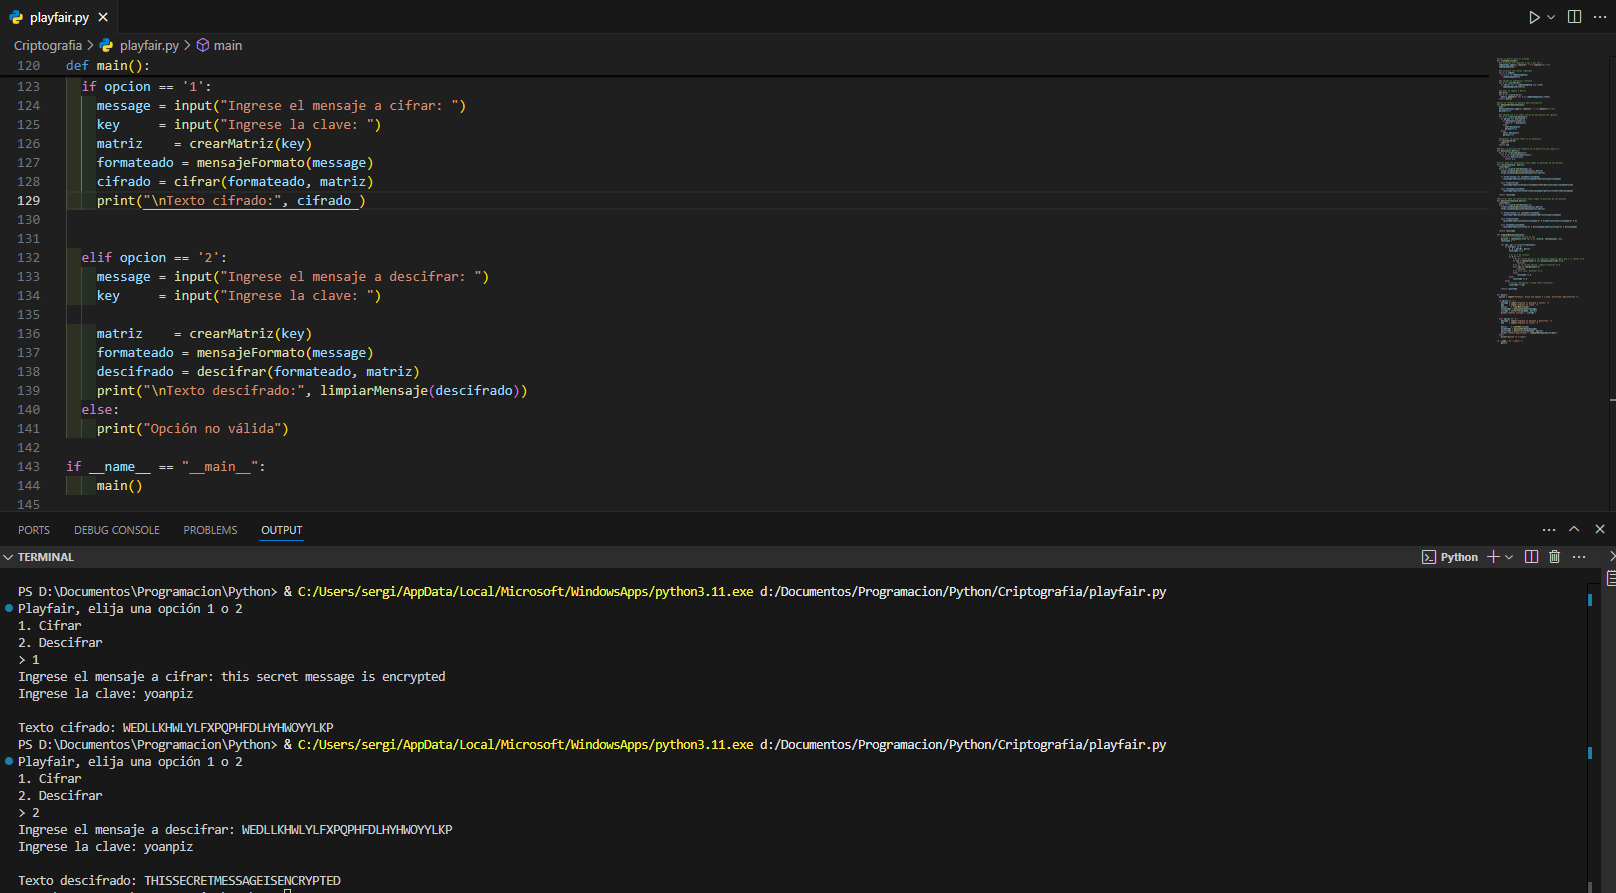 playfair.py
Criptografia > playfair.py > main
120 def main():
123 if opcion == '1':
124 message = input("Ingrese el mensaje a cifrar: ")
125 key = input("Ingrese la clave: ")
126 matriz = crearMatriz(key)
127 formateado = mensajeFormato(message)
128 cifrado = cifrar(formateado, matriz)
129 print("\nTexto cifrado:", cifrado )
130
131
132 elif opcion == '2':
133 message = input("Ingrese el mensaje a descifrar: ")
134 key = input("Ingrese la clave: ")
135
136 matriz = crearMatriz(key)
137 formateado = mensajeFormato(message)
138 descifrado = descifrar(formateado, matriz)
139 print("\nTexto descifrado:", limpiarMensaje(descifrado))
140 else:
141 print("Opción no válida")
142
143 if __name__ == "__main__":
144 main()
145
PORTS DEBUG CONSOLE PROBLEMS OUTPUT
TERMINAL Python
PS D:\Documentos\Programacion\Python> & C:/Users/sergi/AppData/Local/Microsoft/WindowsApps/python3.11.exe d:/Documentos/Programacion/Python/Criptografia/playfair.py
Playfair, elija una opción 1 o 2
1. Cifrar
2. Descifrar
> 1
Ingrese el mensaje a cifrar: this secret message is encrypted
Ingrese la clave: yoanpiz
Texto cifrado: WEDLLKHWLYLFXPQPHFDLHYHWOYYLKP
PS D:\Documentos\Programacion\Python> & C:/Users/sergi/AppData/Local/Microsoft/WindowsApps/python3.11.exe d:/Documentos/Programacion/Python/Criptografia/playfair.py
Playfair, elija una opción 1 o 2
1. Cifrar
2. Descifrar
> 2
Ingrese el mensaje a descifrar: WEDLLKHWLYLFXPQPHFDLHYHWOYYLKP
Ingrese la clave: yoanpiz
Texto descifrado: THISSECRETMESSAGEISENCRYPTED